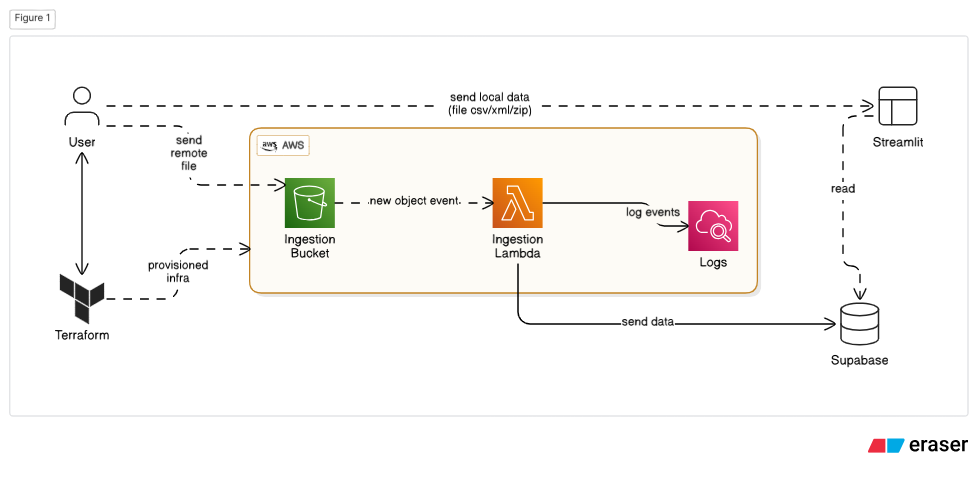 Figure 1
send local data
(file csv/xml/zip)
User
Streamlit
send
remote
file
aws AWS
new object event
log events
read
Ingestion
Bucket
Ingestion
Lambda
Logs
provisioned
infra
Terraform
send data
Supabase
eraser